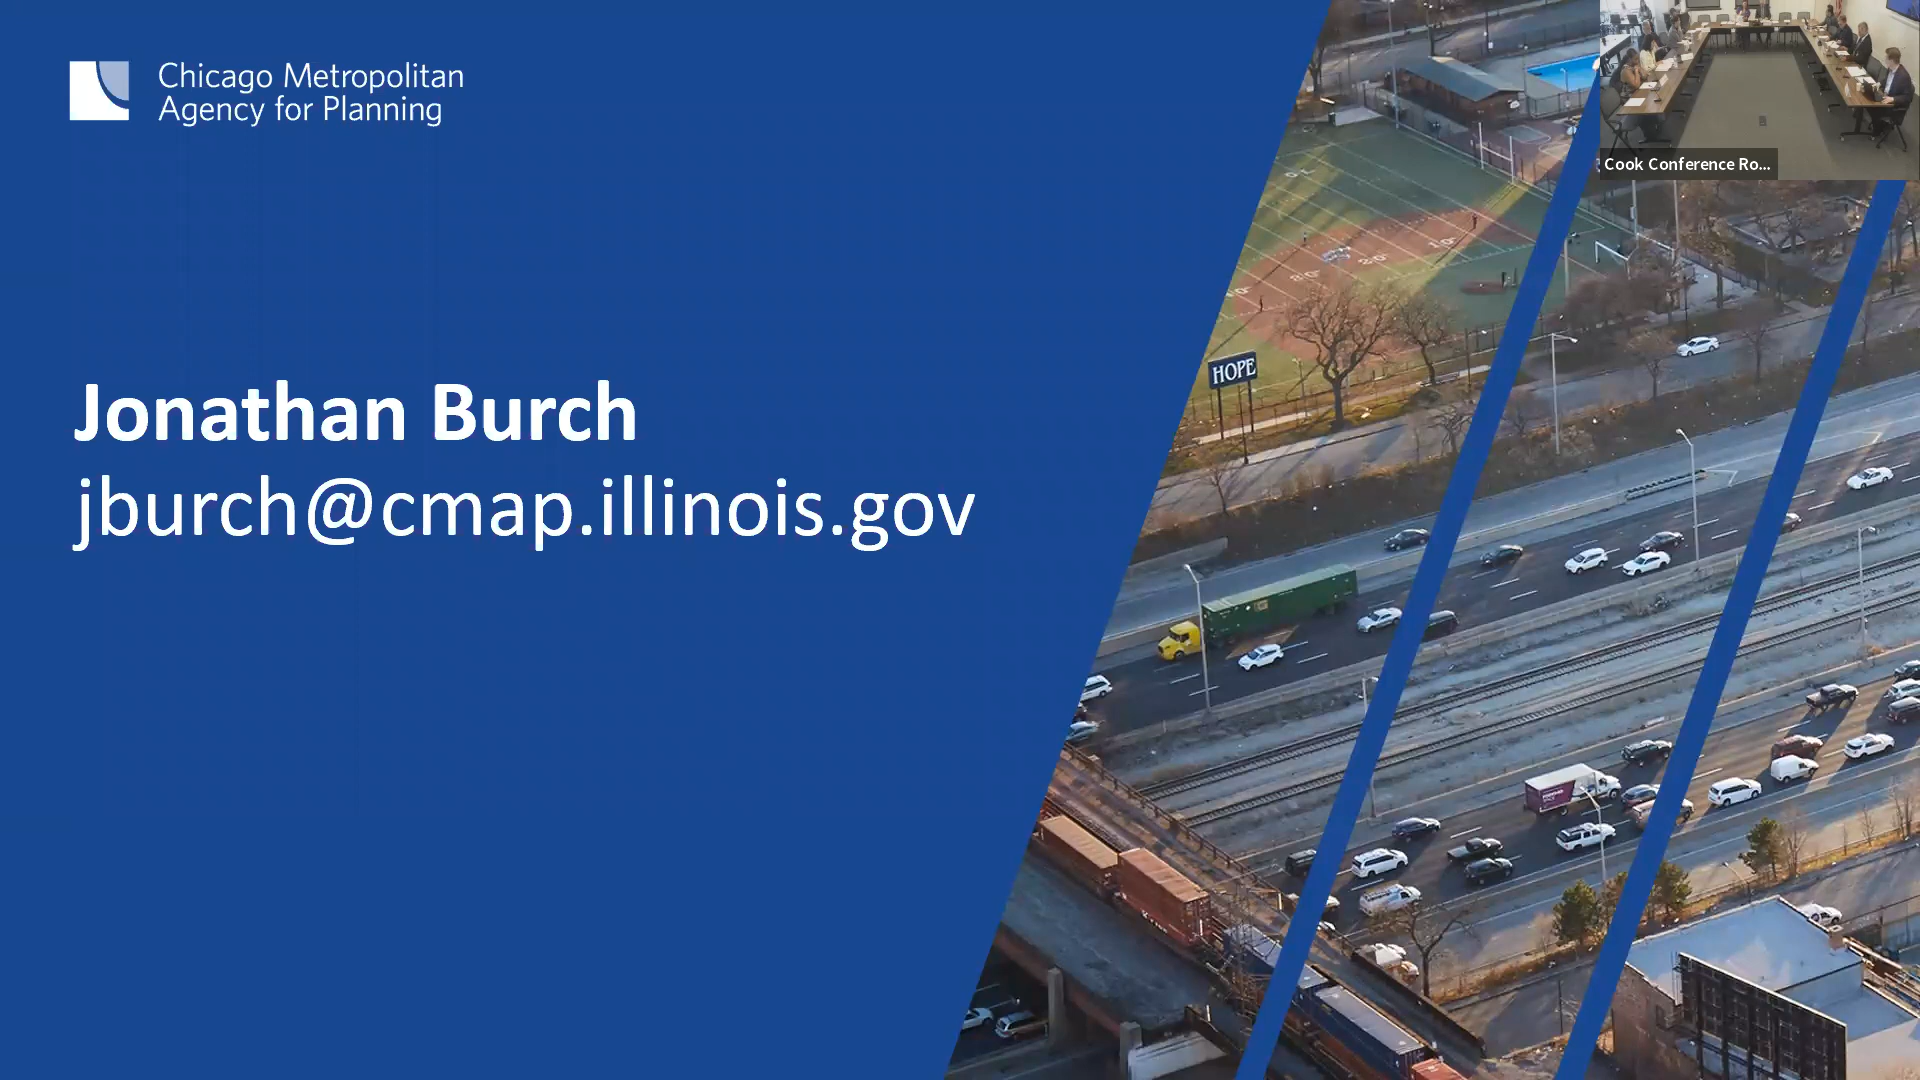 Chicago Metropolitan
Agency for Planning
Cook Conference Ro...
HOPE
Jonathan Burch
jburch@cmap.illinois.gov